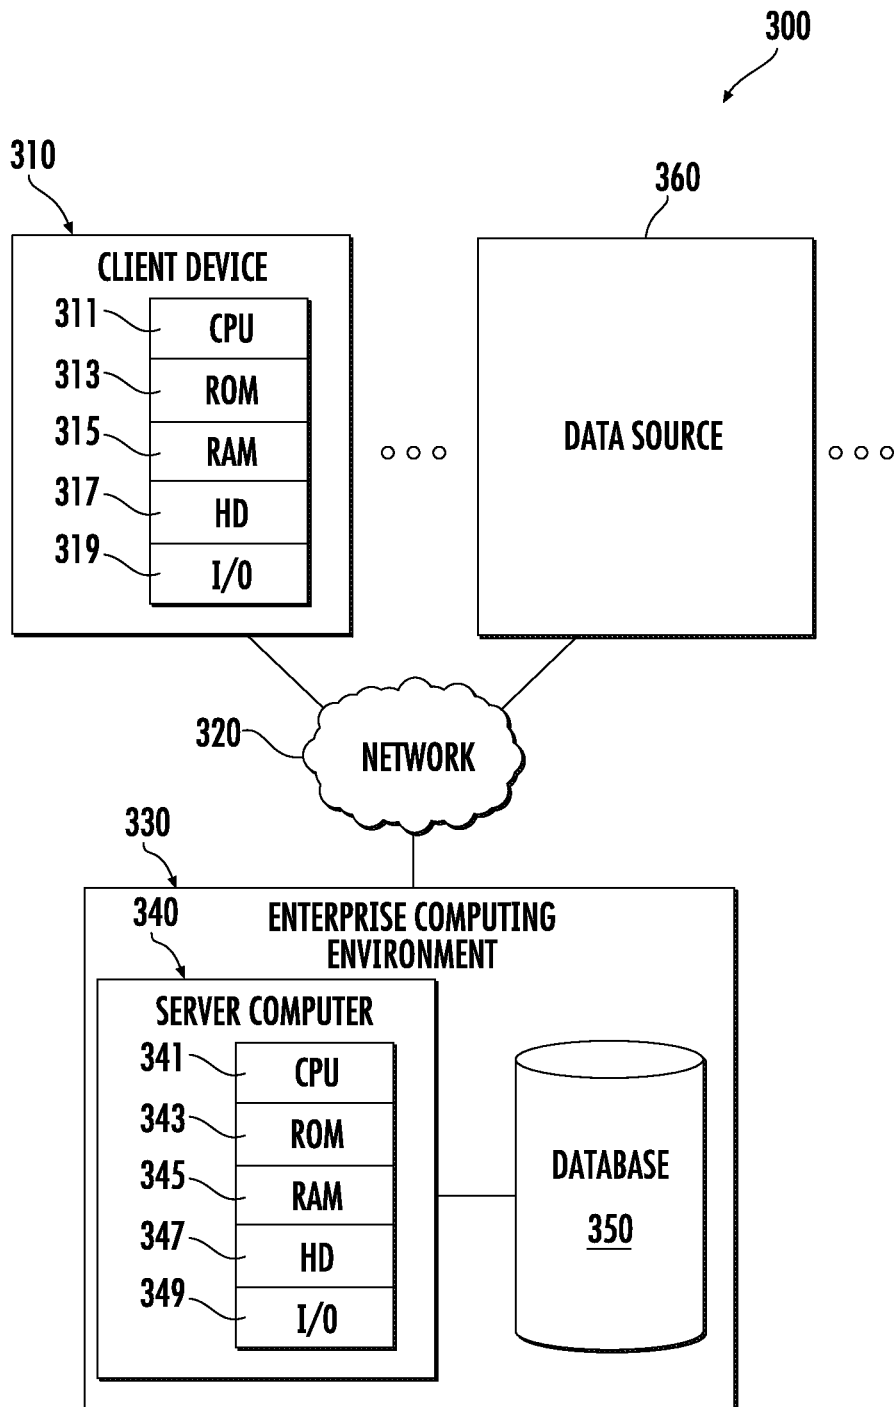 300
310
360
CLIENT DEVICE
311
CPU
313
ROM
315
RAM
317
HD
319
I/O
DATA SOURCE
320
NETWORK
330
340
ENTERPRISE COMPUTING
ENVIRONMENT
SERVER COMPUTER
341
CPU
343
ROM
345
RAM
347
HD
349
I/O
DATABASE
350